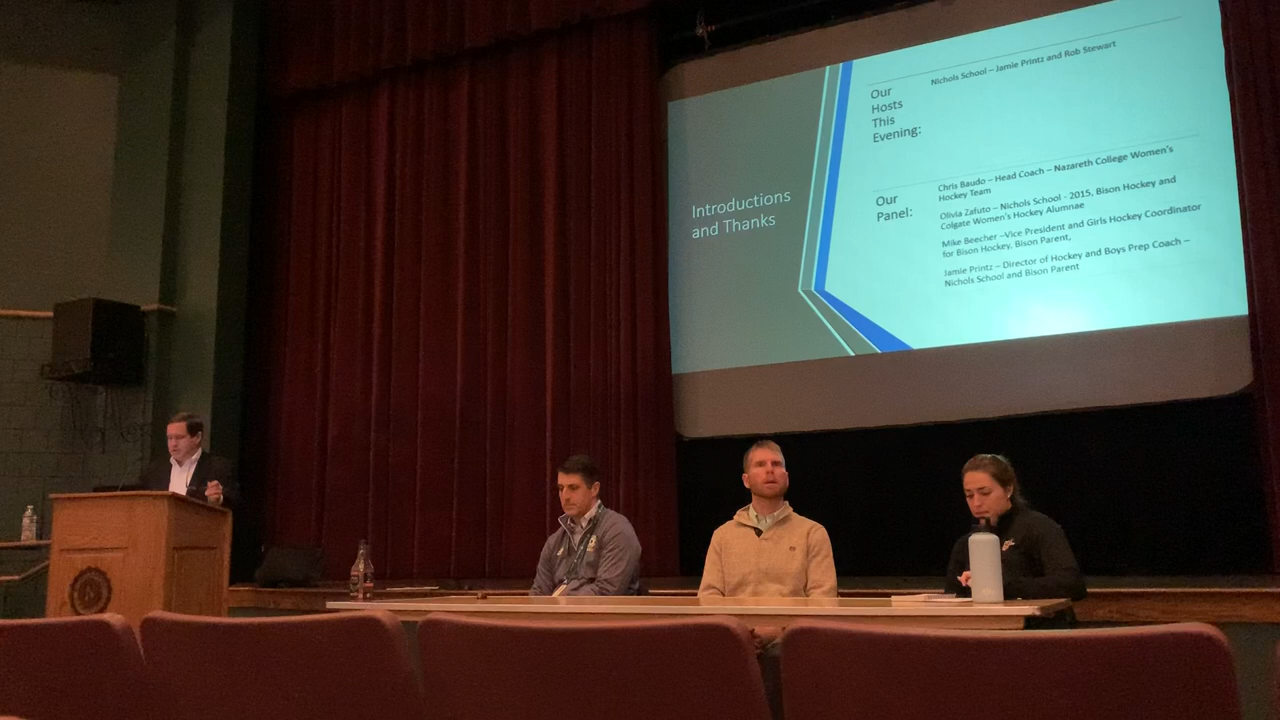 Introductions
and Thanks
Our
Hosts
This
Evening:
Nichols School – Jamie Printz and Rob Stewart
Our
Panel:
Chris Baudo – Head Coach – Nazareth College Women's
Hockey Team
Olivia Zafuto – Nichols School - 2015, Bison Hockey and
Colgate Women's Hockey Alumnae
Mike Beecher –Vice President and Girls Hockey Coordinator
for Bison Hockey, Bison Parent,
Jamie Printz – Director of Hockey and Boys Prep Coach –
Nichols School and Bison Parent
N